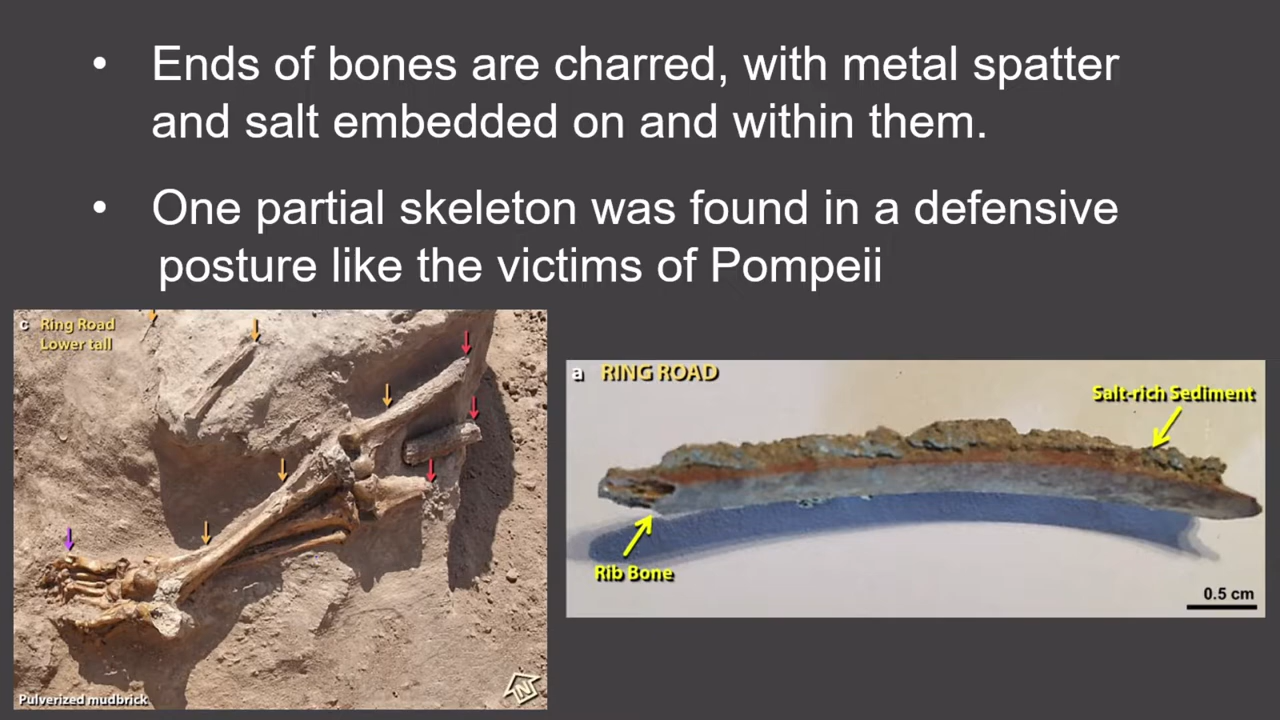 • Ends of bones are charred, with metal spatter
and salt embedded on and within them.
• One partial skeleton was found in a defensive
posture like the victims of Pompeii
c Ring Road
Lower tall
N
Pulverized mudbrick
a RING ROAD
Salt-rich Sediment
Rib Bone
0.5 cm